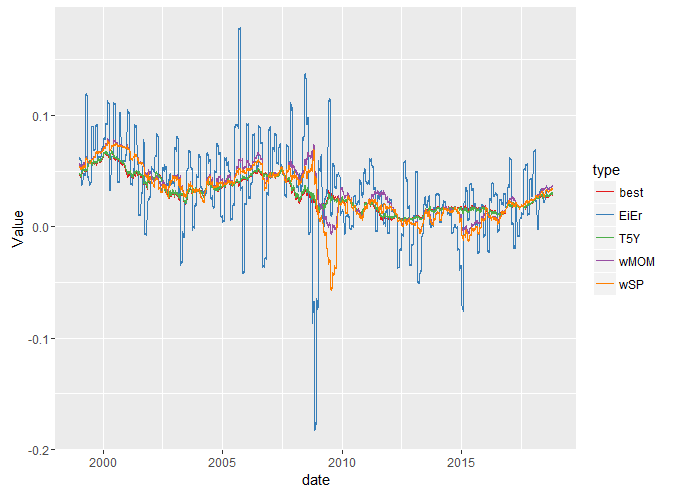 0.1
0.0
-0.1
-0.2
Value
2000
2005
2010
2015
date
type
best
EiEr
T5Y
wMOM
wSP